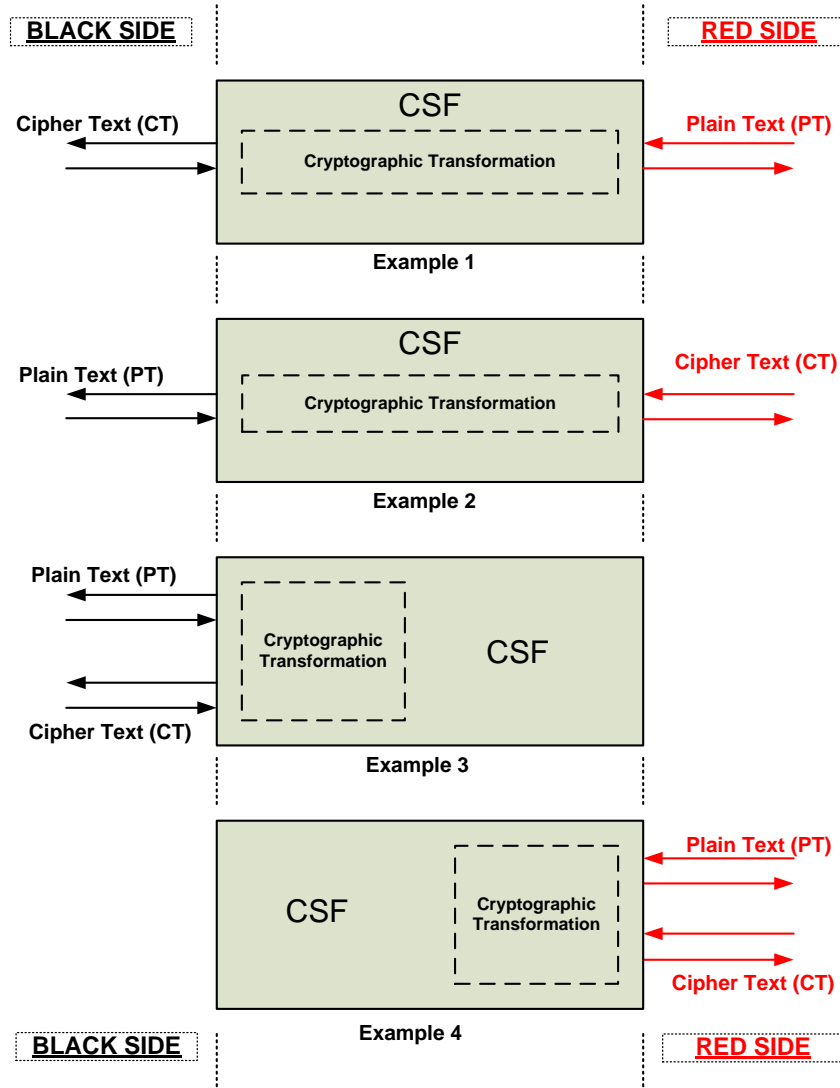 BLACK SIDE
RED SIDE
CSF
Cipher Text (CT)
Plain Text (PT)
Cryptographic Transformation
Example 1
CSF
Plain Text (PT)
Cipher Text (CT)
Cryptographic Transformation
Example 2
Plain Text (PT)
Cryptographic
Transformation
CSF
Cipher Text (CT)
Example 3
Plain Text (PT)
CSF
Cryptographic
Transformation
Cipher Text (CT)
Example 4
BLACK SIDE
RED SIDE